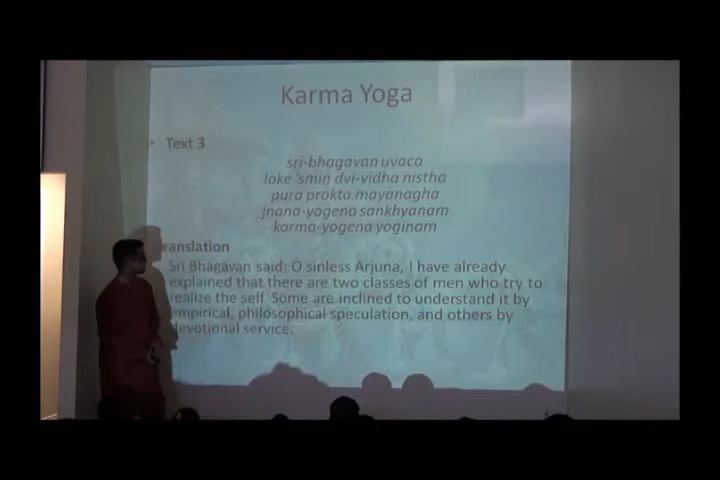 Karma Yoga
• Text 3
sri-bhagavan uvaca
loke 'smin dvi-vidha nistha
pura prokta mayanagha
jnana-yogena sankhyanam
karma-yogena yoginam
ranslation
Sri Bhagavan said: O sinless Arjuna, I have already
explained that there are two classes of men who try to
realize the self. Some are inclined to understand it by
empirical, philosophical speculation, and others by
devotional service.